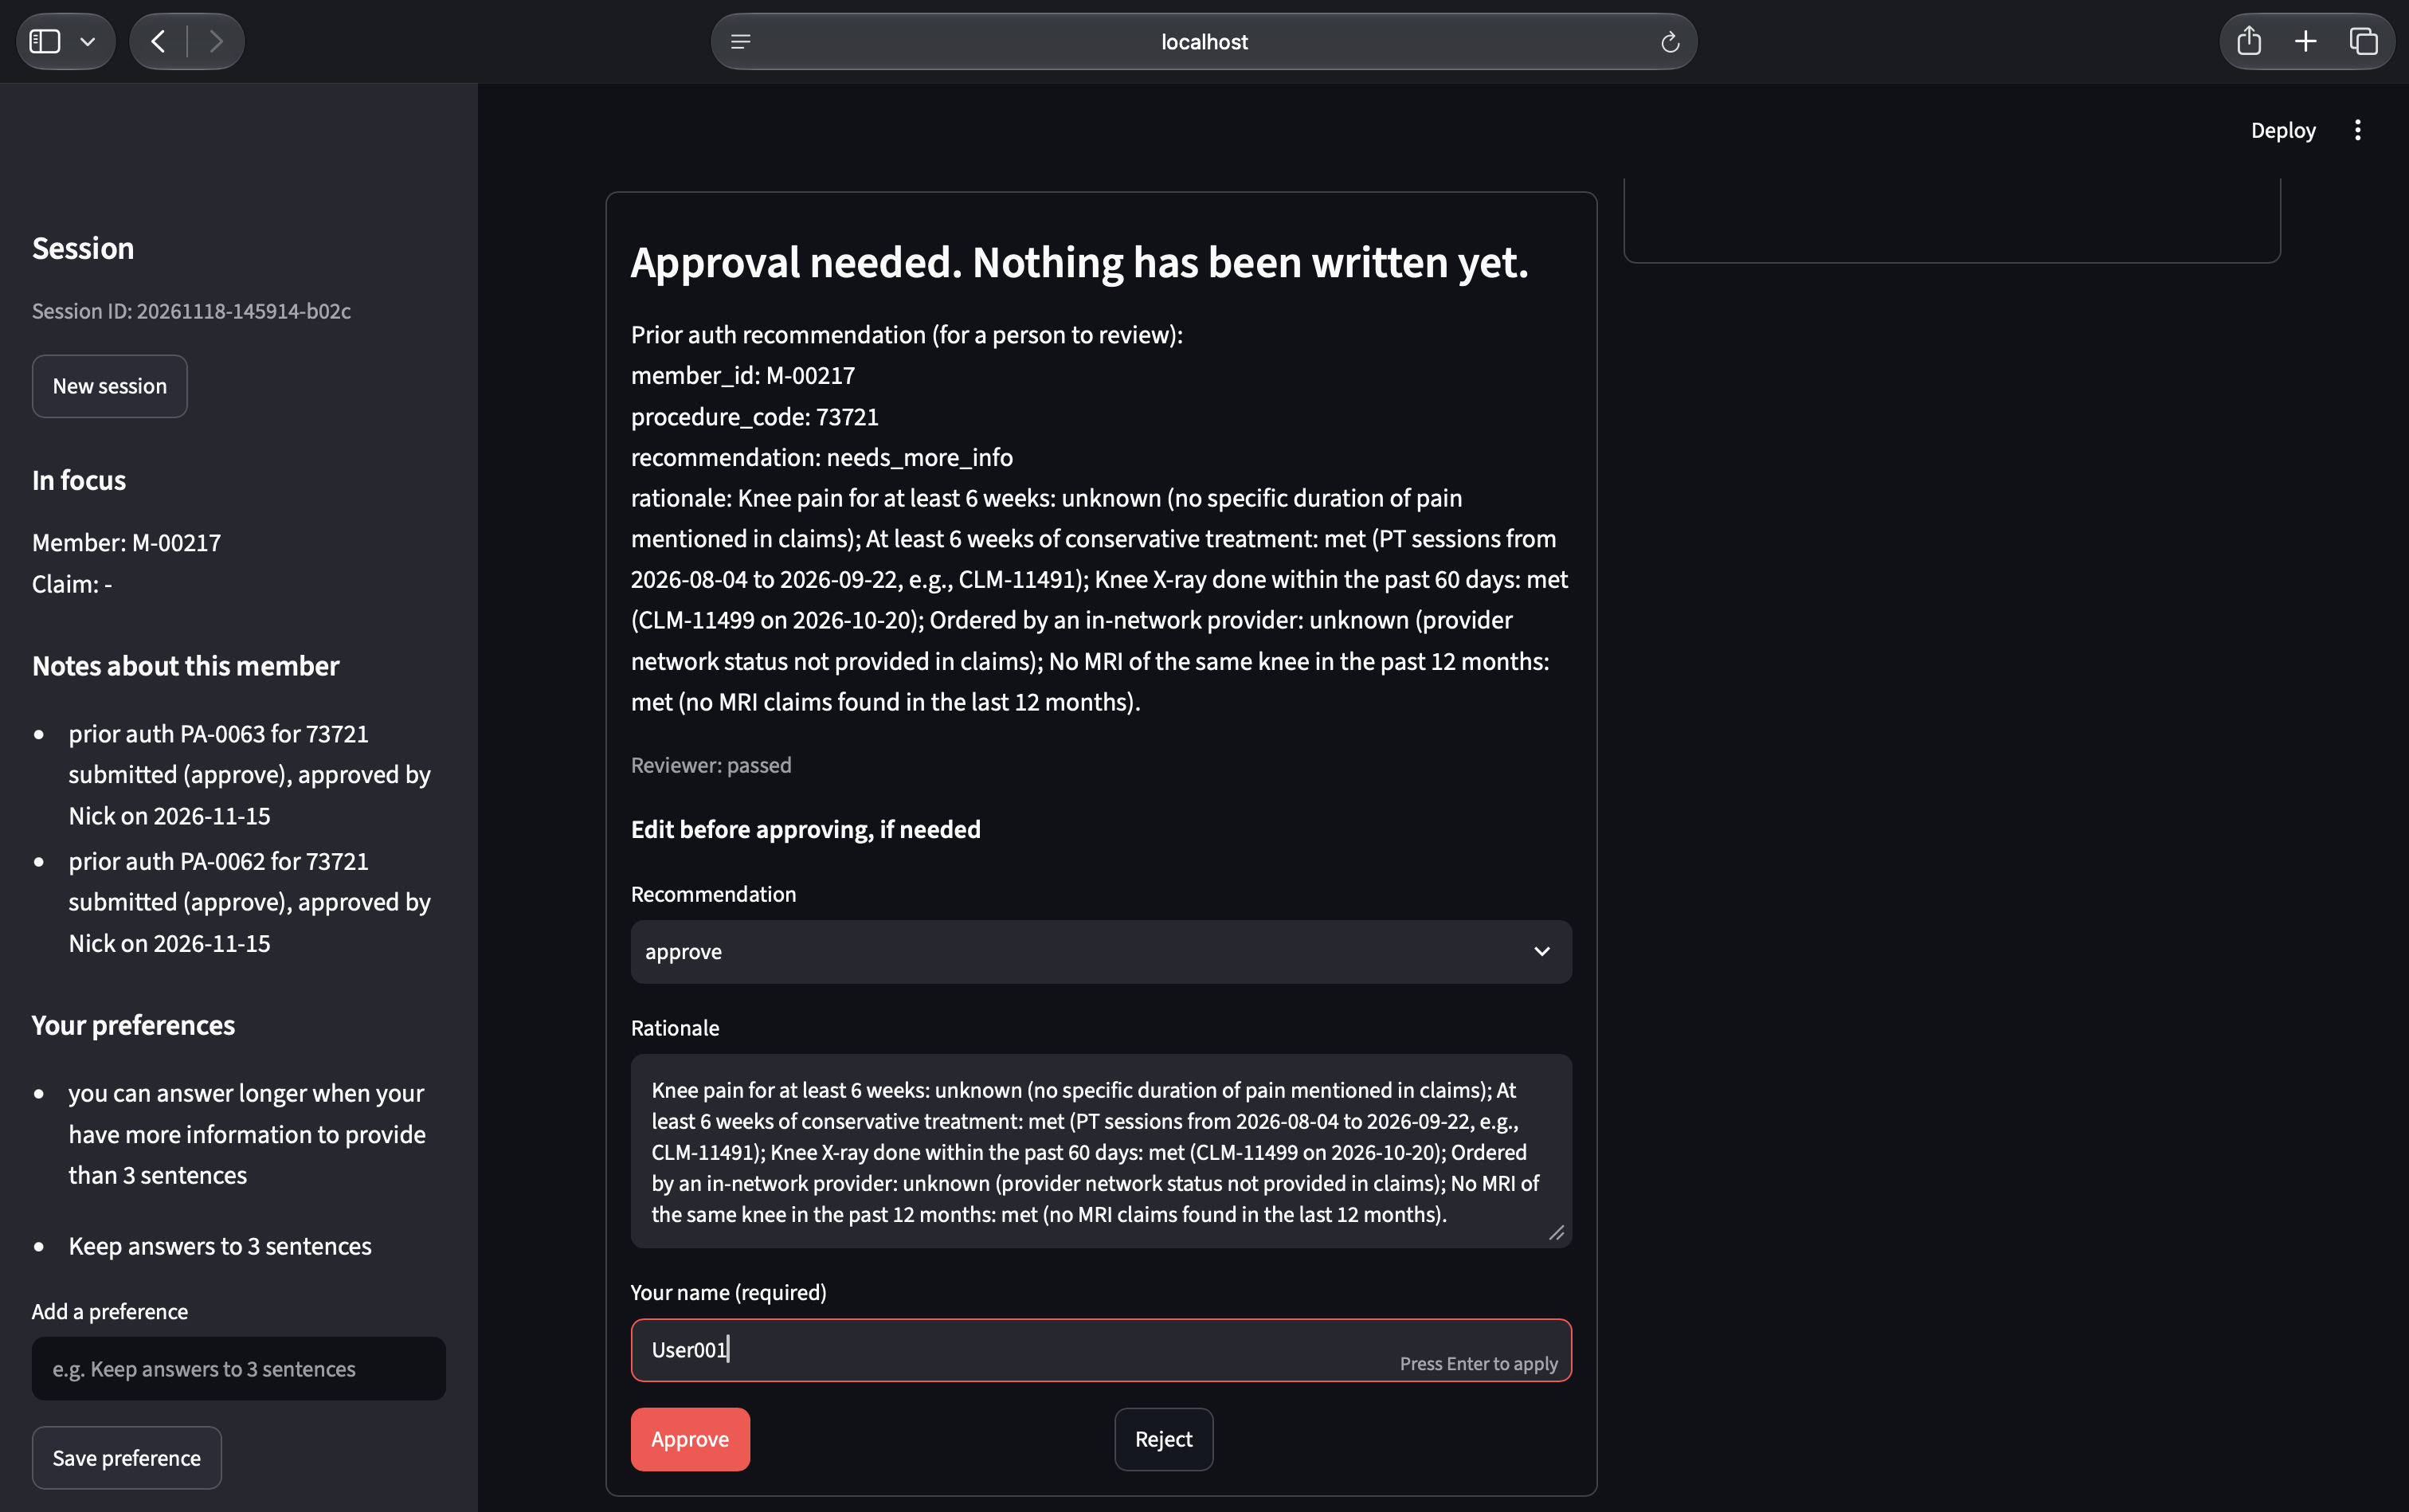 localhost
Deploy
Session
Session ID: 20261118-145914-b02c
New session
In focus
Member: M-00217
Claim: -
Notes about this member
prior auth PA-0063 for 73721
submitted (approve), approved by
Nick on 2026-11-15
prior auth PA-0062 for 73721
submitted (approve), approved by
Nick on 2026-11-15
Your preferences
you can answer longer when your
have more information to provide
than 3 sentences
Keep answers to 3 sentences
Add a preference
e.g. Keep answers to 3 sentences
Save preference
Approval needed. Nothing has been written yet.
Prior auth recommendation (for a person to review):
member_id: M-00217
procedure_code: 73721
recommendation: needs_more_info
rationale: Knee pain for at least 6 weeks: unknown (no specific duration of pain
mentioned in claims); At least 6 weeks of conservative treatment: met (PT sessions from
2026-08-04 to 2026-09-22, e.g., CLM-11491); Knee X-ray done within the past 60 days: met
(CLM-11499 on 2026-10-20); Ordered by an in-network provider: unknown (provider
network status not provided in claims); No MRI of the same knee in the past 12 months:
met (no MRI claims found in the last 12 months).
Reviewer: passed
Edit before approving, if needed
Recommendation
approve
Rationale
Knee pain for at least 6 weeks: unknown (no specific duration of pain mentioned in claims); At
least 6 weeks of conservative treatment: met (PT sessions from 2026-08-04 to 2026-09-22, e.g.,
CLM-11491); Knee X-ray done within the past 60 days: met (CLM-11499 on 2026-10-20); Ordered
by an in-network provider: unknown (provider network status not provided in claims); No MRI of
the same knee in the past 12 months: met (no MRI claims found in the last 12 months).
Your name (required)
User001
Press Enter to apply
Approve
Reject